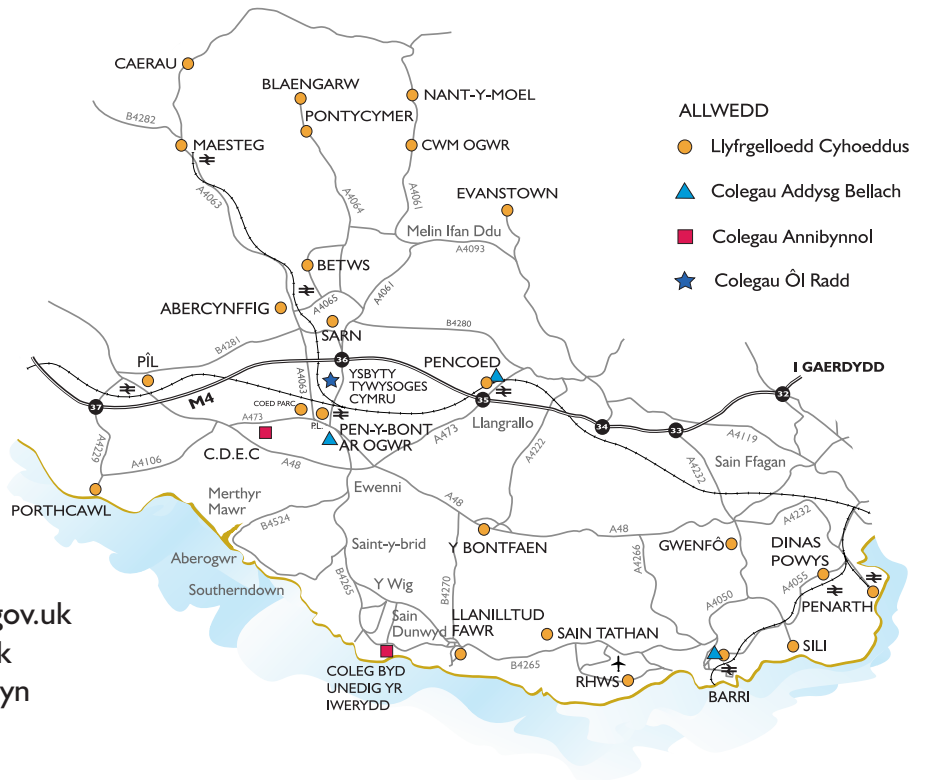 CAERAU
BLAENGARW
NANT-Y-MOEL
B4282
PONTYCYMER
MAESTEG
CWM OGWR
A4063
A4064
A4061
EVANSTOWN
Melin Ifan Ddu
A4093
BETWS
A4061
A4065
ABERCYNFFIG
SARN
B4280
B4281
PÎL
36
YSBYTY
TYWYSOGES
CYMRU
PENCOED
I GAERDYDD
M4
37
A4063
COED PARC
P.L.
35
32
34
33
A473
PEN-Y-BONT
AR OGWR
A473
Llangrallo
A4222
A4119
Sain Ffagan
A4232
C.D.E.C
A48
A4229
A4106
PORTHCAWL
Merthyr
Mawr
Ewenni
A48
B4524
Saint-y-brid
Y BONTFAEN
A48
A4232
GWENFÔ
DINAS
POWYS
Aberogwr
Southerndown
B4265
Y Wig
B4270
A4266
A4050
A4055
PENARTH
Sain
Dunwyd
LLANILLTUD
FAWR
SAIN TATHAN
SILI
B4265
COLEG BYD
UNEDIG YR
IWERYDD
RHWS
BARRI
ALLWEDD
Llyfrgelloedd Cyhoeddus
Colegau Addysg Bellach
Colegau Annibynnol
Colegau Ôl Radd
gov.uk
k
yn